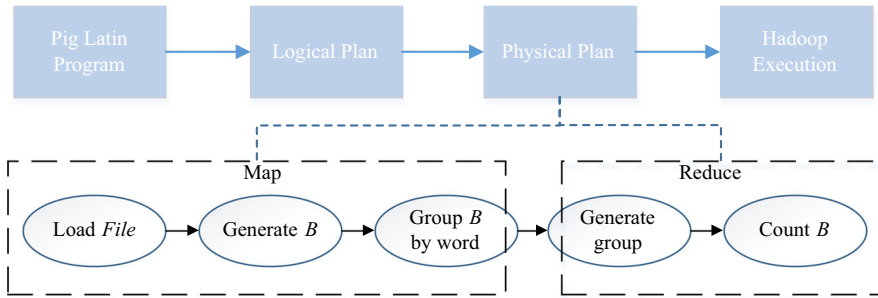 Pig Latin
Program
Logical Plan
Physical Plan
Hadoop
Execution
Map
Reduce
Load File
Generate B
Group B
by word
Generate
group
Count B